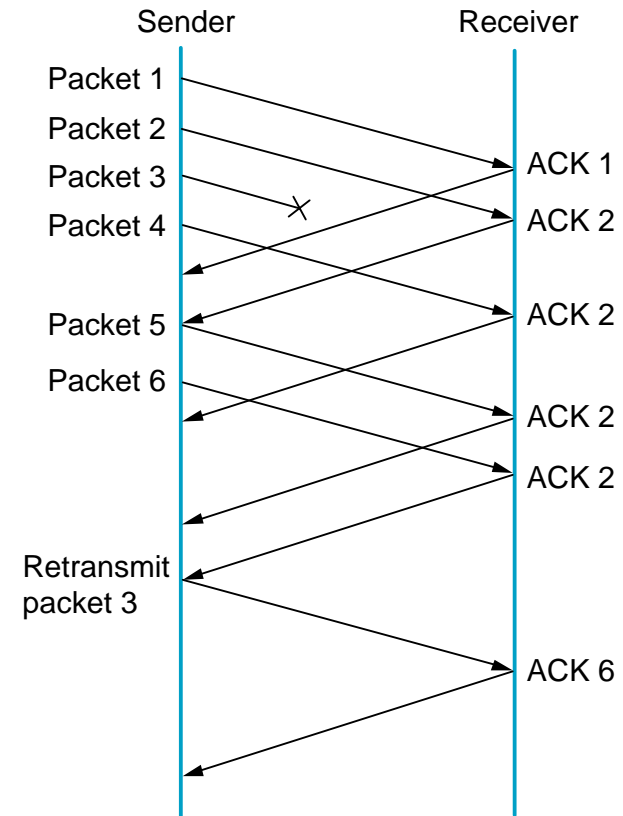 Sender
Receiver
Packet 1
Packet 2
Packet 3
Packet 4
Packet 5
Packet 6
Retransmit
packet 3
ACK 1
ACK 2
ACK 2
ACK 2
ACK 2
ACK 6